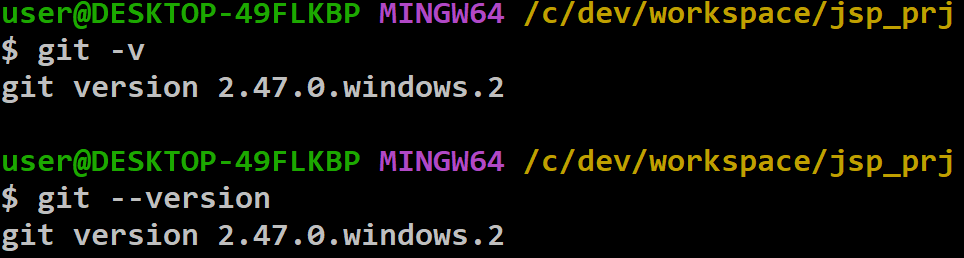 user@DESKTOP-49FLKBP MINGW64 /c/dev/workspace/jsp_prj
$ git -v
git version 2.47.0.windows.2
user@DESKTOP-49FLKBP MINGW64 /c/dev/workspace/jsp_prj
$ git --version
git version 2.47.0.windows.2